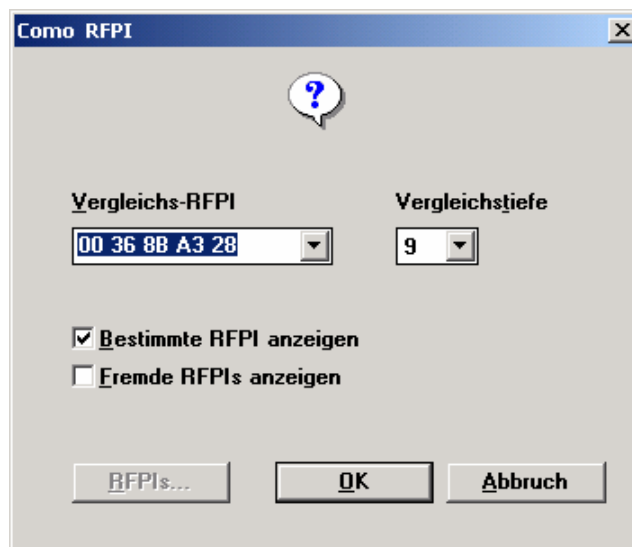 Como RFPI
?
Vergleichs-RFPI Vergleichstiefe
00 36 8B A3 28 9
Bestimmte RFPI anzeigen
Fremde RFPIs anzeigen
RFPIs... OK Abbruch